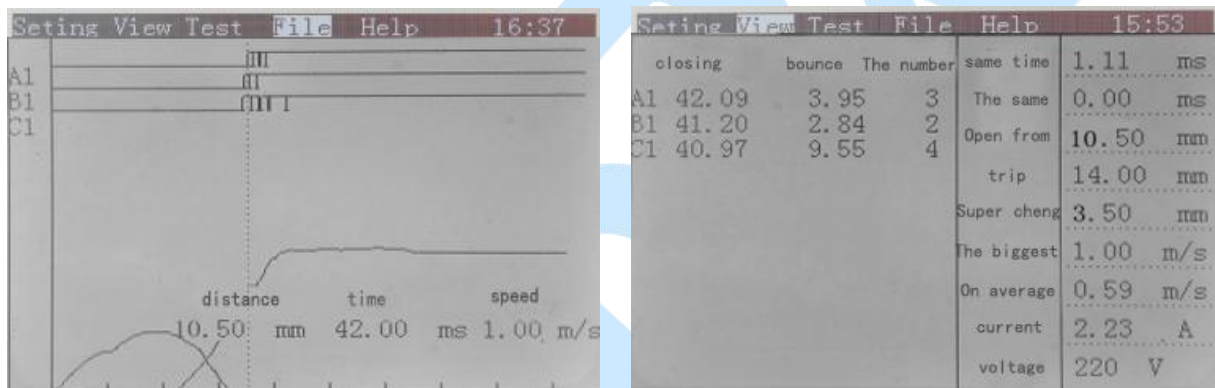 Seting View Test File Help 16:37
A1
B1
C1
distance time speed
10.50 mm 42.00 ms 1.00 m/s
Seting View Test File Help 15:53
closing bounce The number
A1 42.09 3.95 3
B1 41.20 2.84 2
C1 40.97 9.55 4
same time 1.11 ms
The same 0.00 ms
Open from 10.50 mm
trip 14.00 mm
Super cheng 3.50 mm
The biggest 1.00 m/s
On average 0.59 m/s
current 2.23 A
voltage 220 V